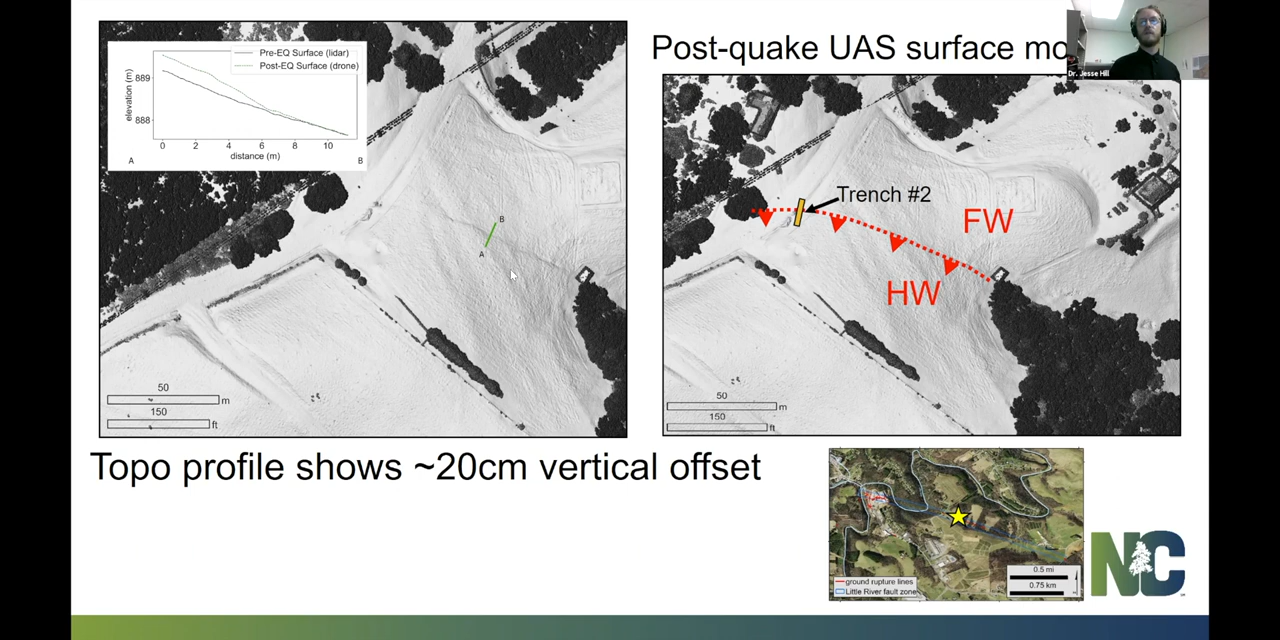 Post-quake UAS surface mo
Dr. Jesse Hill
Pre-EQ Surface (lidar)
Post-EQ Surface (drone)
elevation (m)
889
888
0 2 4 6 8 10
distance (m)
A B
B
A
Trench #2
FW
HW
50
m
150
ft
50
m
150
ft
Topo profile shows ~20cm vertical offset
ground rupture lines
Little River fault zone
0.5 mi
0.75 km
NC